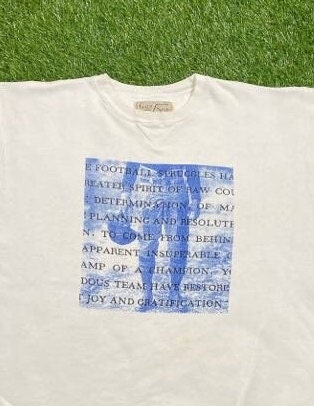 E FOOTBALL STRUGGLES HA
REATER SPIRIT OF RAW COU
DETERMINATION, OF MA
PLANNING AND RESOLUTE
N. TO COME FROM BEHIN
APPARENT INSUPERABLE
AMP OF A CHAMPION. YO
DOUS TEAM HAVE RESTORE
JOY AND GRATIFICATION